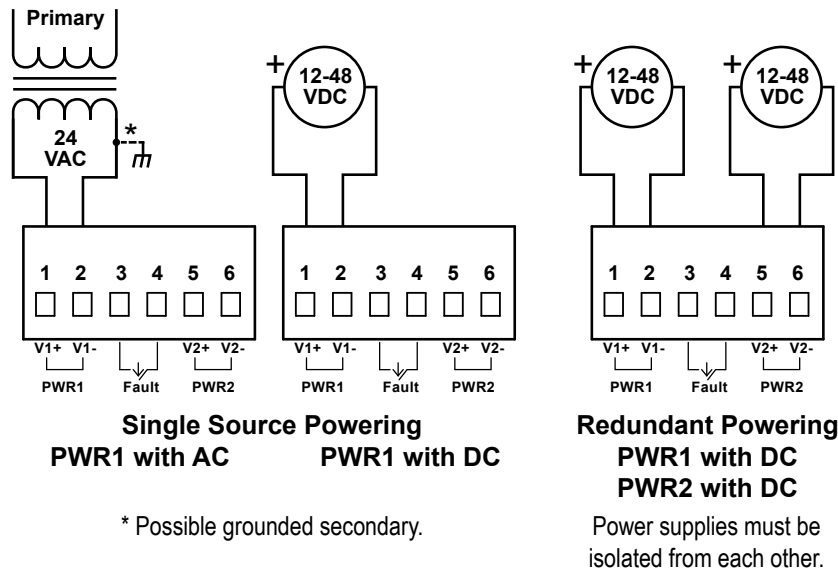 Primary
24
VAC
*
1 2 3 4 5 6
V1+ V1- V2+ V2-
PWR1 Fault PWR2
+
12-48
VDC
1 2 3 4 5 6
V1+ V1- V2+ V2-
PWR1 Fault PWR2
Single Source Powering
PWR1 with AC PWR1 with DC
* Possible grounded secondary.
+
12-48
VDC
+
12-48
VDC
1 2 3 4 5 6
V1+ V1- V2+ V2-
PWR1 Fault PWR2
Redundant Powering
PWR1 with DC
PWR2 with DC
Power supplies must be
isolated from each other.